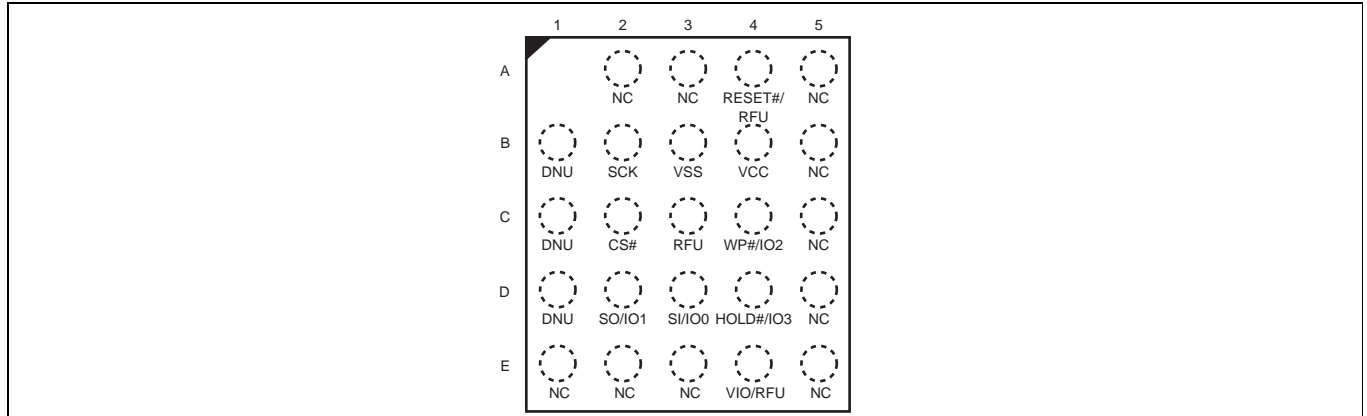 1 2 3 4 5
A
NC NC RESET#/
RFU NC
B
DNU SCK VSS VCC NC
C
DNU CS# RFU WP#/IO2 NC
D
DNU SO/IO1 SI/IO0 HOLD#/IO3 NC
E
NC NC NC VIO/RFU NC